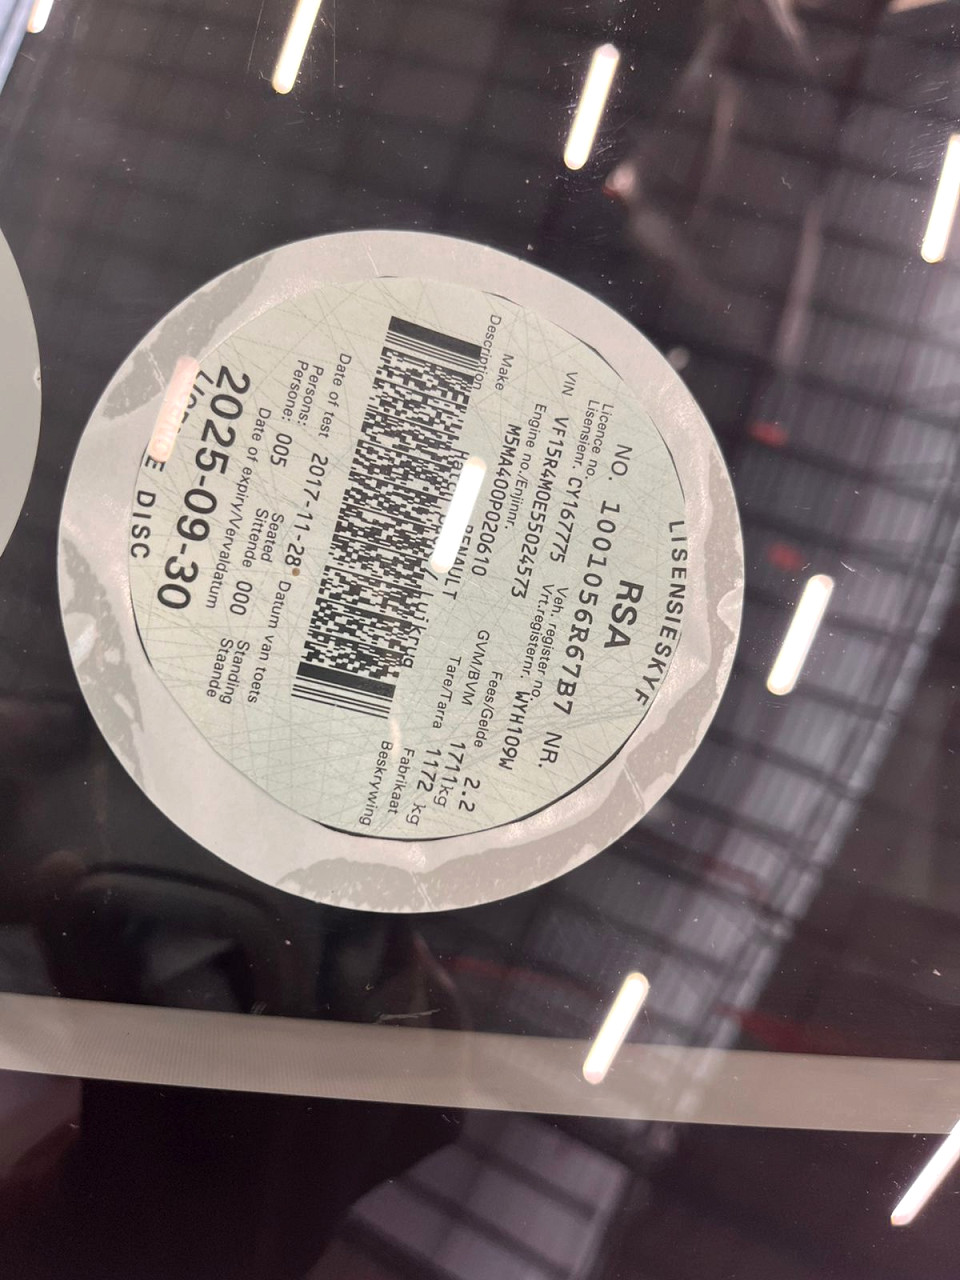 LISENSIESKYF
RSA
NO. 1001056R67B7 NR.
Licence no.
Lisensienr. CY167775
Veh. register no.
Vrt.registernr. WYH109W
VIN VF15R4M0E55024573
Engine no./Enjinnr. M5MA400P020610
Fees/Gelde 2.2
GVM/BVM 1711kg
Make RENAULT
Tare/Tarra 1172 kg
Fabrikaat
Description
Beskrywing
Date of test 2017-11-28 Datum van toets
Persons:
Persone: 005
Seated
Sittende 000
Standing
Staande
Date of expiry/Vervaldatum
2025-09-30
DISC